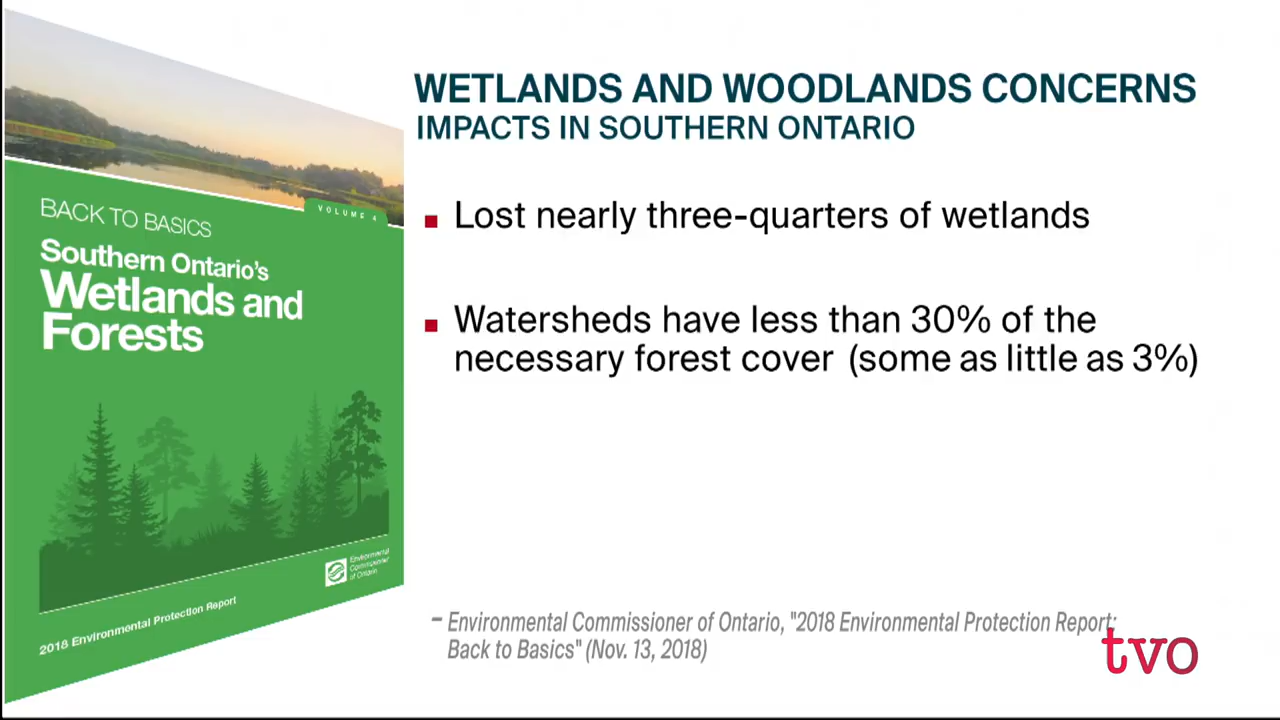 BACK TO BASICS
VOLUME 4
Southern Ontario's
Wetlands and
Forests
Environmental
Commissioner
of Ontario
2018 Environmental Protection Report
WETLANDS AND WOODLANDS CONCERNS
IMPACTS IN SOUTHERN ONTARIO
Lost nearly three-quarters of wetlands
Watersheds have less than 30% of the
necessary forest cover (some as little as 3%)
– Environmental Commissioner of Ontario, "2018 Environmental Protection Report:
Back to Basics" (Nov. 13, 2018)
tvo